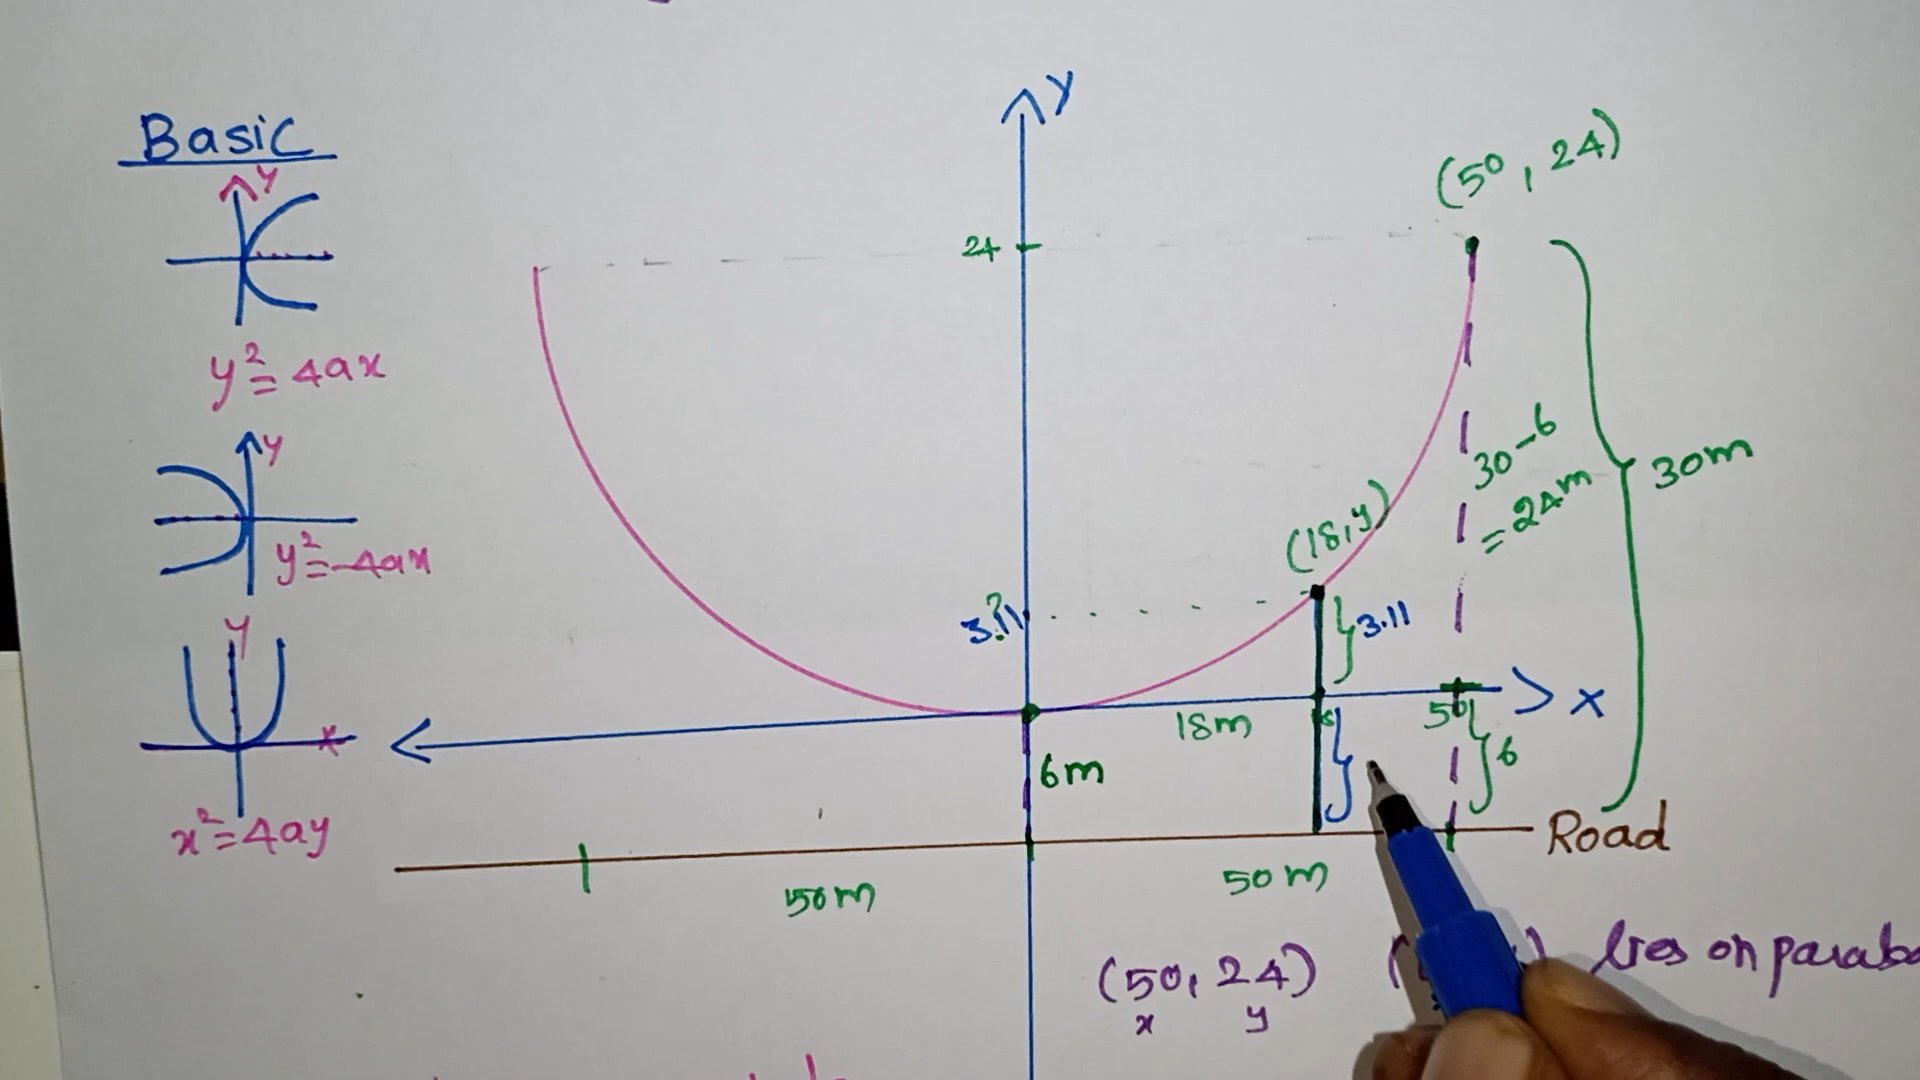 Basic
y
y² = 4ax
y
y² = -4ax
y
x
x² = 4ay
y
(50, 24)
24
30-6
= 24m
30m
(18, y)
?
3.11
3.11
18m
50
x
6m
6
Road
50m
50m
(50, 24)
x y
lies on parabo